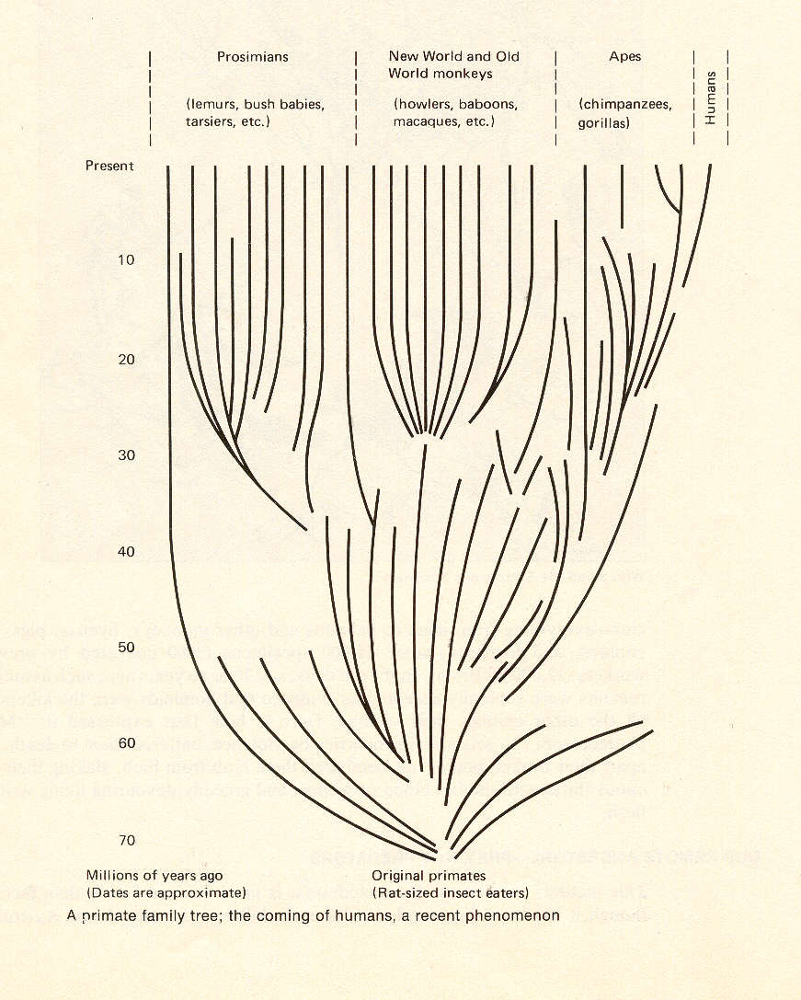 Prosimians
New World and Old
World monkeys
Apes
Humans
(lemurs, bush babies,
tarsiers, etc.)
(howlers, baboons,
macaques, etc.)
(chimpanzees,
gorillas)
Present
10
20
30
40
50
60
70
Millions of years ago
(Dates are approximate)
Original primates
(Rat-sized insect eaters)
A primate family tree; the coming of humans, a recent phenomenon